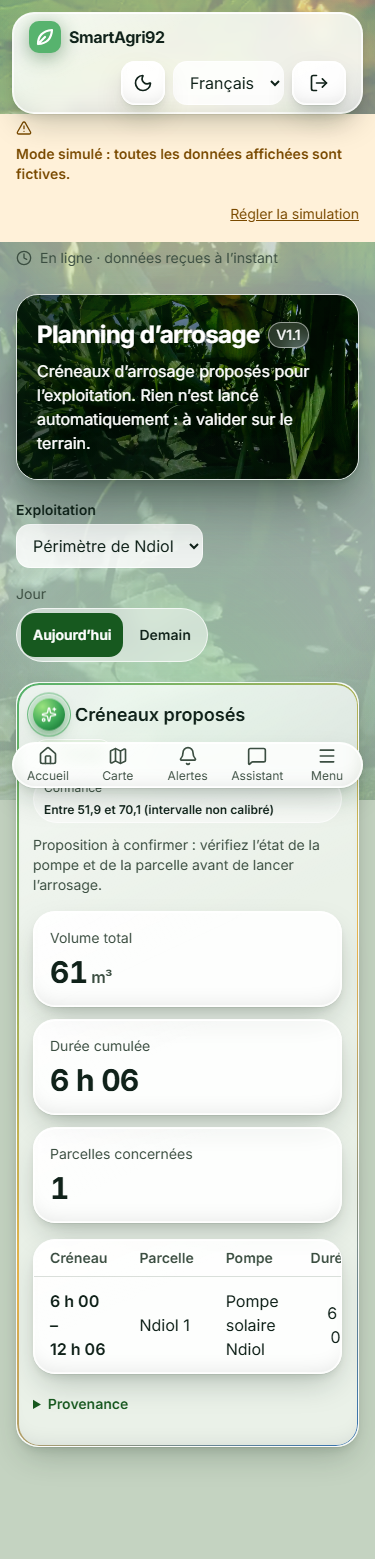 SmartAgri92
Français
Mode simulé : toutes les données affichées sont
fictives.
Régler la simulation
En ligne · données reçues à l’instant
Planning d’arrosage V1.1
Créneaux d’arrosage proposés pour
l’exploitation. Rien n’est lancé
automatiquement : à valider sur le
terrain.
Exploitation
Périmètre de Ndiol
Jour
Aujourd’hui Demain
Créneaux proposés
Accueil Carte Alertes Assistant Menu
Confiance
Entre 51,9 et 70,1 (intervalle non calibré)
Proposition à confirmer : vérifiez l’état de la
pompe et de la parcelle avant de lancer
l’arrosage.
Volume total
61 m³
Durée cumulée
6 h 06
Parcelles concernées
1
Créneau Parcelle Pompe Duré
6 h 00
–
12 h 06
Ndiol 1
Pompe
solaire
Ndiol
6
0
Provenance